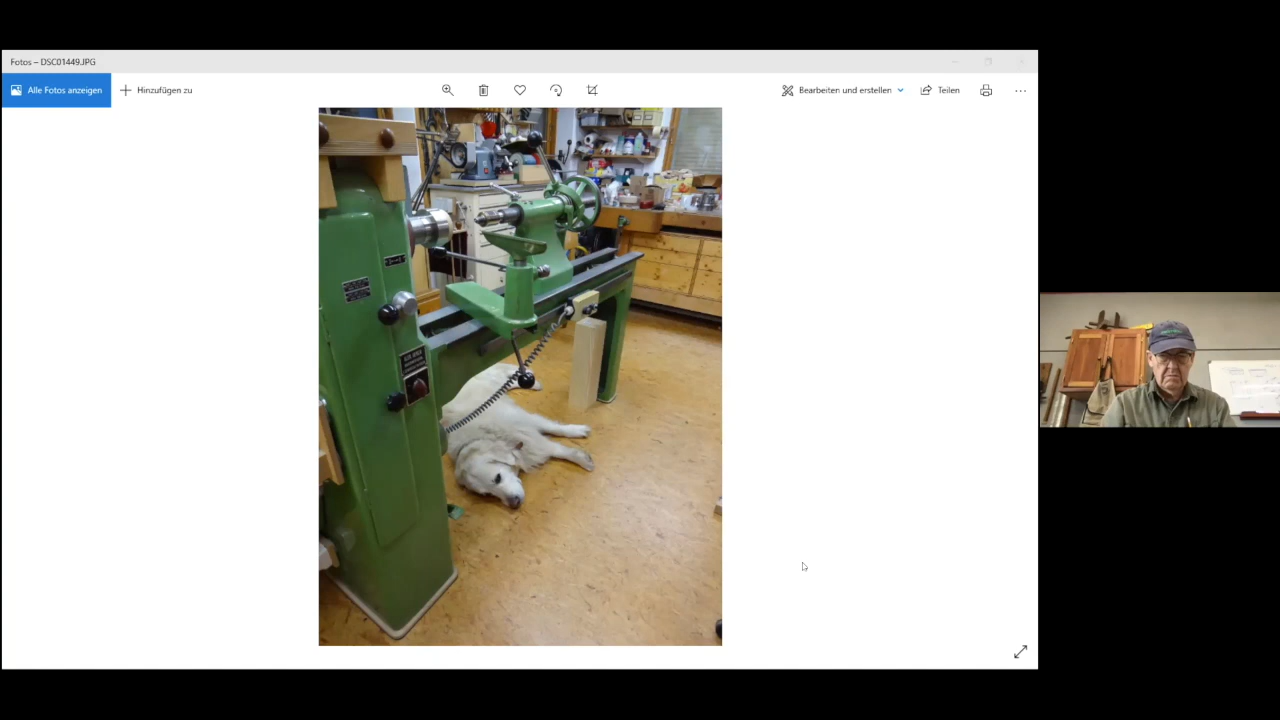 Fotos – DSC01449.JPG
Alle Fotos anzeigen
Hinzufügen zu
Bearbeiten und erstellen
Teilen